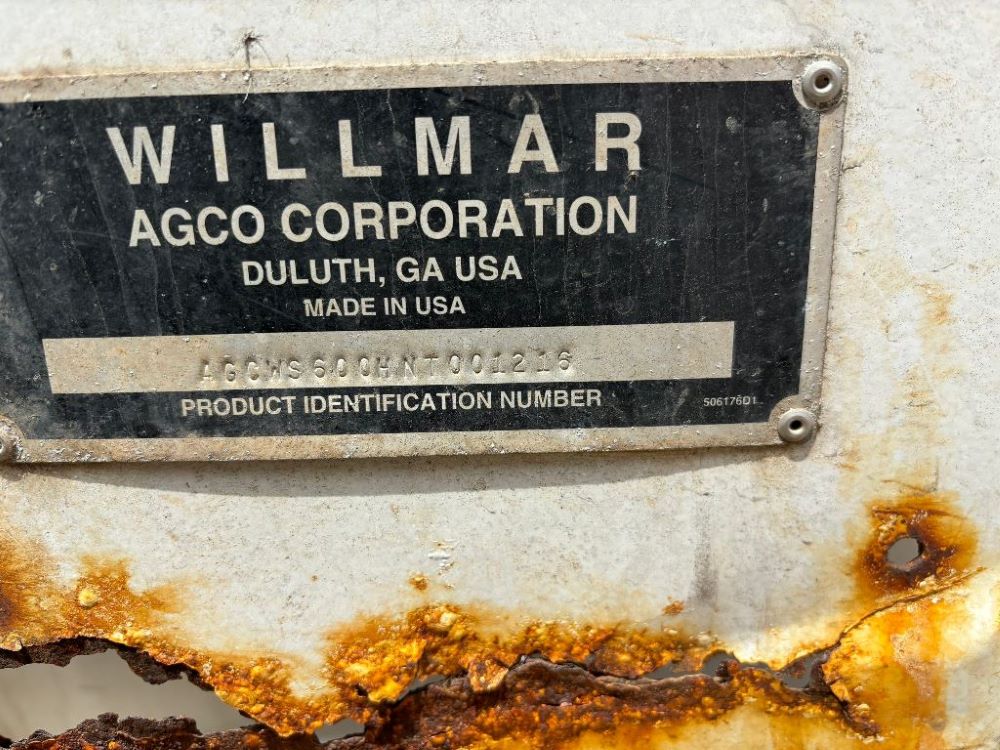 WILLMAR
AGCO CORPORATION
DULUTH, GA USA
MADE IN USA
AGCWS600HNT001216
PRODUCT IDENTIFICATION NUMBER
506176D1